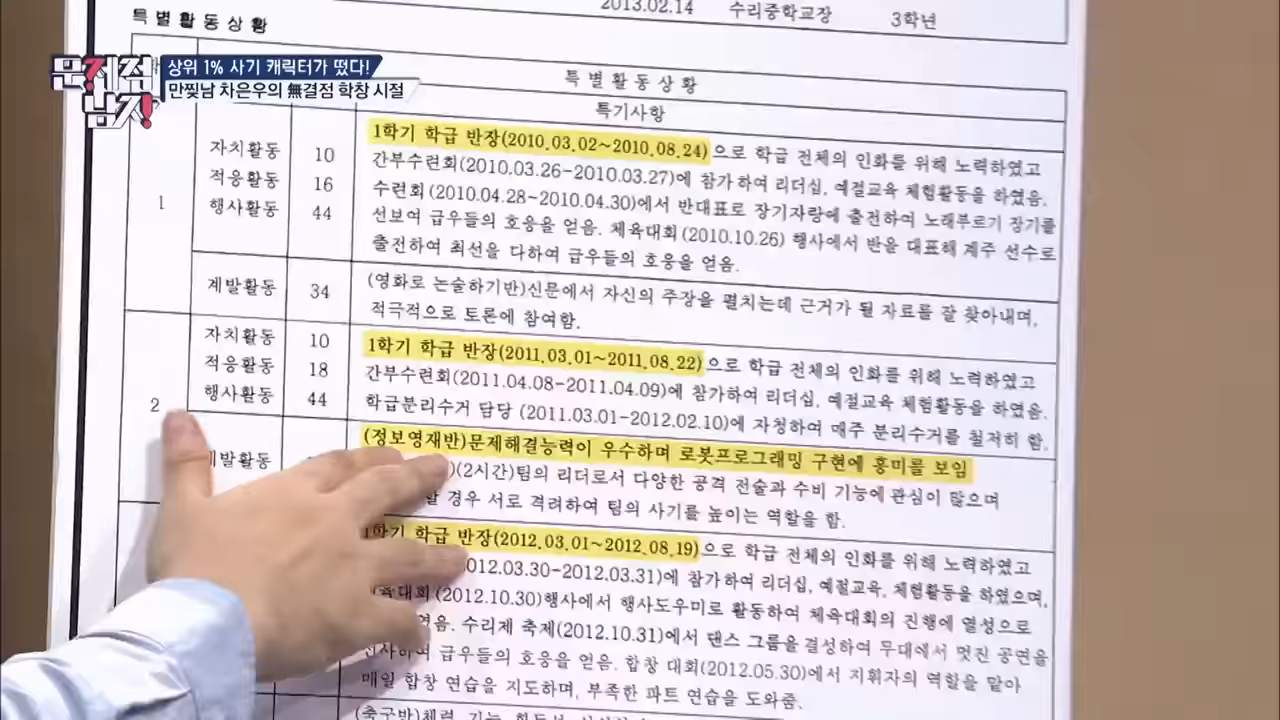 2013.02.14 수리중학교장 3학년
특별활동상황
문제적
남자!
상위 1% 사기 캐릭터가 떴다!
만찢남 차은우의 無결점 학창 시절
특별활동상황
특기사항
1
자치활동 10
적응활동 16
행사활동 44
1학기 학급 반장(2010.03.02~2010.08.24)으로 학급 전체의 인화를 위해 노력하였고
간부수련회(2010.03.26-2010.03.27)에 참가하여 리더십, 예절교육 체험활동을 하였음.
수련회(2010.04.28~2010.04.30)에서 반대표로 장기자랑에 출전하여 노래부르기 장기를
선보여 급우들의 호응을 얻음. 체육대회(2010.10.26) 행사에서 반을 대표해 계주 선수로
출전하여 최선을 다하여 급우들의 호응을 얻음.
계발활동 34
(영화로 논술하기반)신문에서 자신의 주장을 펼치는데 근거가 될 자료를 잘 찾아내며,
적극적으로 토론에 참여함.
2
자치활동 10
적응활동 18
행사활동 44
1학기 학급 반장(2011.03.01~2011.08.22)으로 학급 전체의 인화를 위해 노력하였고
간부수련회(2011.04.08-2011.04.09)에 참가하여 리더십, 예절교육 체험활동을 하였음.
학급분리수거 담당 (2011.03.01-2012.02.10)에 자청하여 매주 분리수거를 철저히 함.
계발활동
(정보영재반)문제해결능력이 우수하며 로봇프로그래밍 구현에 흥미를 보임
(2시간)팀의 리더로서 다양한 공격 전술과 수비 기능에 관심이 많으며
할 경우 서로 격려하여 팀의 사기를 높이는 역할을 함.
1학기 학급 반장(2012.03.01~2012.08.19)으로 학급 전체의 인화를 위해 노력하였고
2012.03.30-2012.03.31)에 참가하여 리더십, 예절교육, 체험활동을 하였으며,
체육대회(2012.10.30)행사에서 행사도우미로 활동하여 체육대회의 진행에 열성으로
수리제 축제(2012.10.31)에서 댄스 그룹을 결성하여 무대에서 멋진 공연을
급우들의 호응을 얻음. 합창 대회(2012.05.30)에서 지휘자의 역할을 맡아
매일 합창 연습을 지도하며, 부족한 파트 연습을 도와줌.
(축구반)체력, 기능